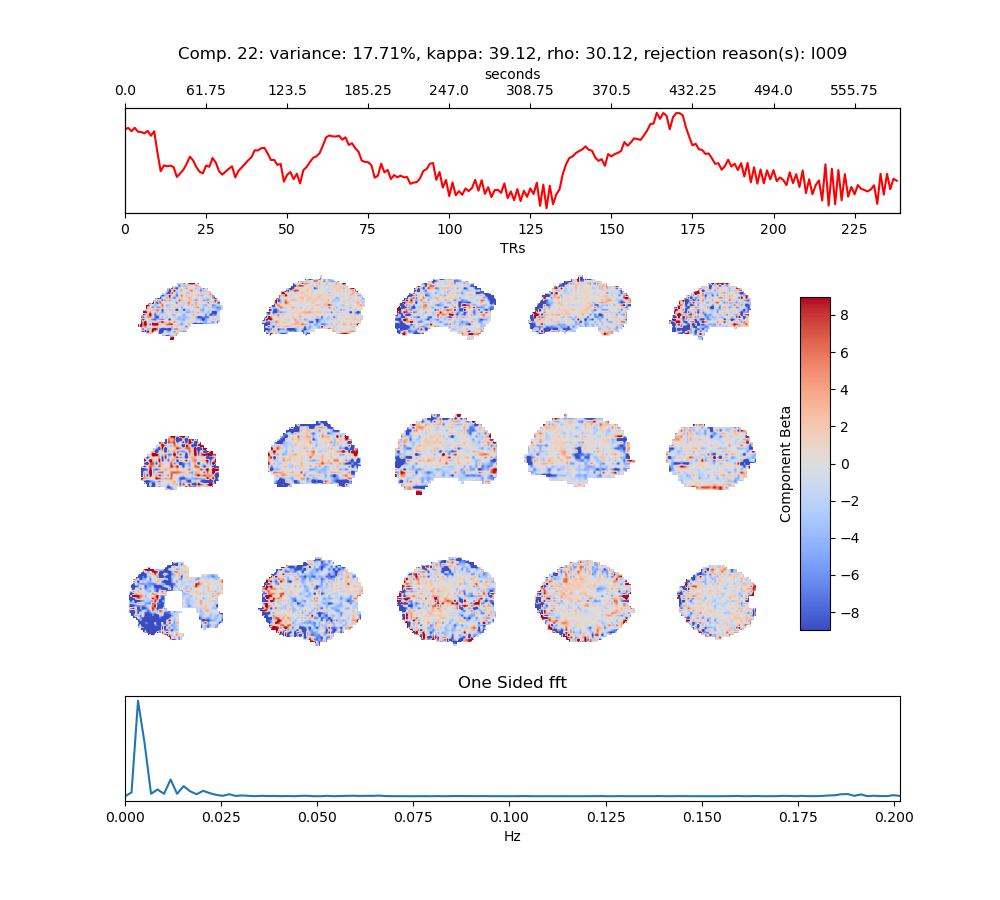 Comp. 22: variance: 17.71%, kappa: 39.12, rho: 30.12, rejection reason(s): I009
seconds
0.0 61.75 123.5 185.25 247.0 308.75 370.5 432.25 494.0 555.75
0 25 50 75 100 125 150 175 200 225
TRs
Component Beta
8
6
4
2
0
−2
−4
−6
−8
One Sided fft
0.000 0.025 0.050 0.075 0.100 0.125 0.150 0.175 0.200
Hz